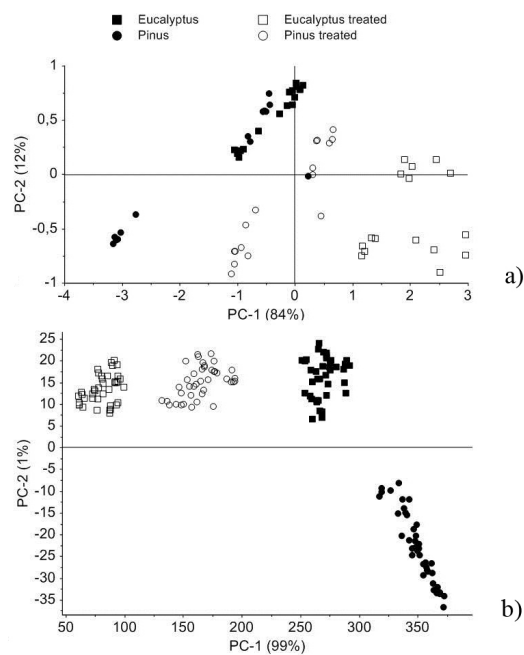 Eucalyptus Eucalyptus treated
Pinus Pinus treated
1
0,5
0
-0,5
-1
PC-2 (12%)
-4 -3 -2 -1 0 1 2 3
PC-1 (84%)
a)
25
20
15
10
5
0
-5
-10
-15
-20
-25
-30
-35
PC-2 (1%)
50 100 150 200 250 300 350
PC-1 (99%)
b)